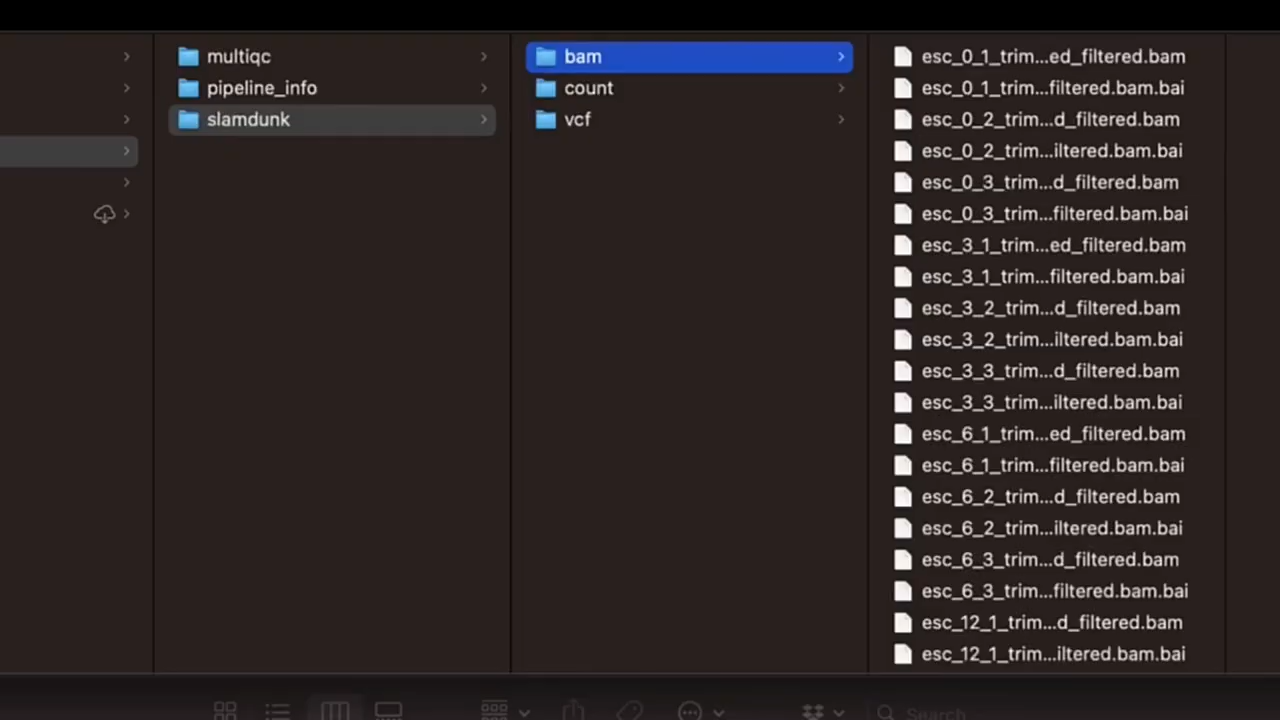 multiqc
pipeline_info
slamdunk
bam
count
vcf
esc_0_1_trim...ed_filtered.bam
esc_0_1_trim...filtered.bam.bai
esc_0_2_trim...d_filtered.bam
esc_0_2_trim...iltered.bam.bai
esc_0_3_trim...d_filtered.bam
esc_0_3_trim...filtered.bam.bai
esc_3_1_trim...ed_filtered.bam
esc_3_1_trim...filtered.bam.bai
esc_3_2_trim...d_filtered.bam
esc_3_2_trim...iltered.bam.bai
esc_3_3_trim...d_filtered.bam
esc_3_3_trim...iltered.bam.bai
esc_6_1_trim...ed_filtered.bam
esc_6_1_trim...filtered.bam.bai
esc_6_2_trim...d_filtered.bam
esc_6_2_trim...iltered.bam.bai
esc_6_3_trim...d_filtered.bam
esc_6_3_trim...filtered.bam.bai
esc_12_1_trim...d_filtered.bam
esc_12_1_trim...iltered.bam.bai
Search